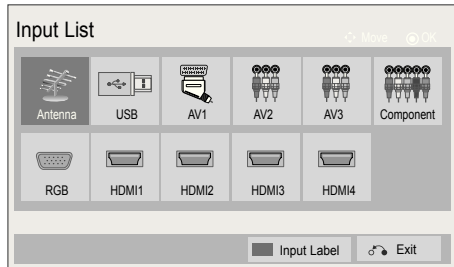 Input List
Move OK
Antenna USB AV1 AV2 AV3 Component
RGB HDMI1 HDMI2 HDMI3 HDMI4
Input Label Exit